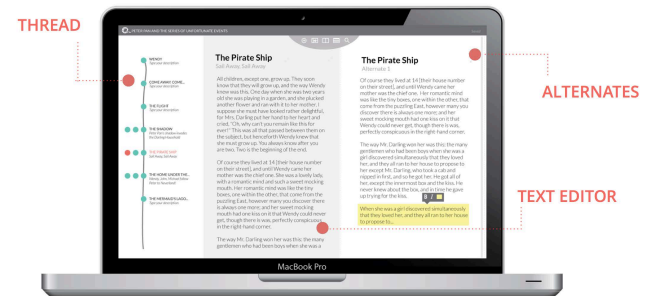 THREAD
PETER PAN AND THE SERIES OF UNFORTUNATE EVENTS
WENDY
Type your description
COME AWAY, COME...
Type your description
THE FLIGHT
Type your description
THE SHADOW
THE PIRATE SHIP
Sail Away, Sail Away
THE HOME UNDER THE...
THE MERMAID'S LAGO...
Type your description
The Pirate Ship
Sail Away, Sail Away
All children, except one, grow up. They soon
know that they will grow up, and the way Wendy
knew was this. One day when she was two years
old she was playing in a garden, and she plucked
another flower and ran with it to her mother. I
suppose she must have looked rather delightful,
for Mrs. Darling put her hand to her heart and
cried, "Oh, why can't you remain like this for
ever!" This was all that passed between them on
the subject, but henceforth Wendy knew that
she must grow up. You always know after you
are two. Two is the beginning of the end.
Of course they lived at 14 [their house number
on their street], and until Wendy came her
mother was the chief one. She was a lovely lady,
with a romantic mind and such a sweet mocking
mouth. Her romantic mind was like the tiny
boxes, one within the other, that come from the
puzzling East, however many you discover there
is always one more; and her sweet mocking
mouth had one kiss on it that Wendy could never
get, though there is was, perfectly conspicuous
in the right-hand corner.
The way Mr. Darling won her was this: the many
gentlemen who had been boys when she was a
The Pirate Ship
Alternate 1
Of course they lived at 14 [their house number
on their street], and until Wendy came her
mother was the chief one. Her romantic mind
was like the tiny boxes, one within the other, that
come from the puzzling East, however many you
discover there is always one more; and her
sweet mocking mouth had one kiss on it that
Wendy could never get, though there is was,
perfectly conspicuous in the right-hand corner.
The way Mr. Darling won her was this: the many
gentlemen who had been boys when she was a
girl discovered simultaneously that they loved
her, and they all ran to her house to propose to
her except Mr. Darling, who took a cab and
nipped in first, and so he got her. He got all of
her, except the innermost box and the kiss. He
never knew about the box, and in time he gave
up trying for the kiss.
B I
When she was a girl discovered simultaneously
that they loved her, and they all ran to her house
to propose to...
ALTERNATES
TEXT EDITOR
MacBook Pro